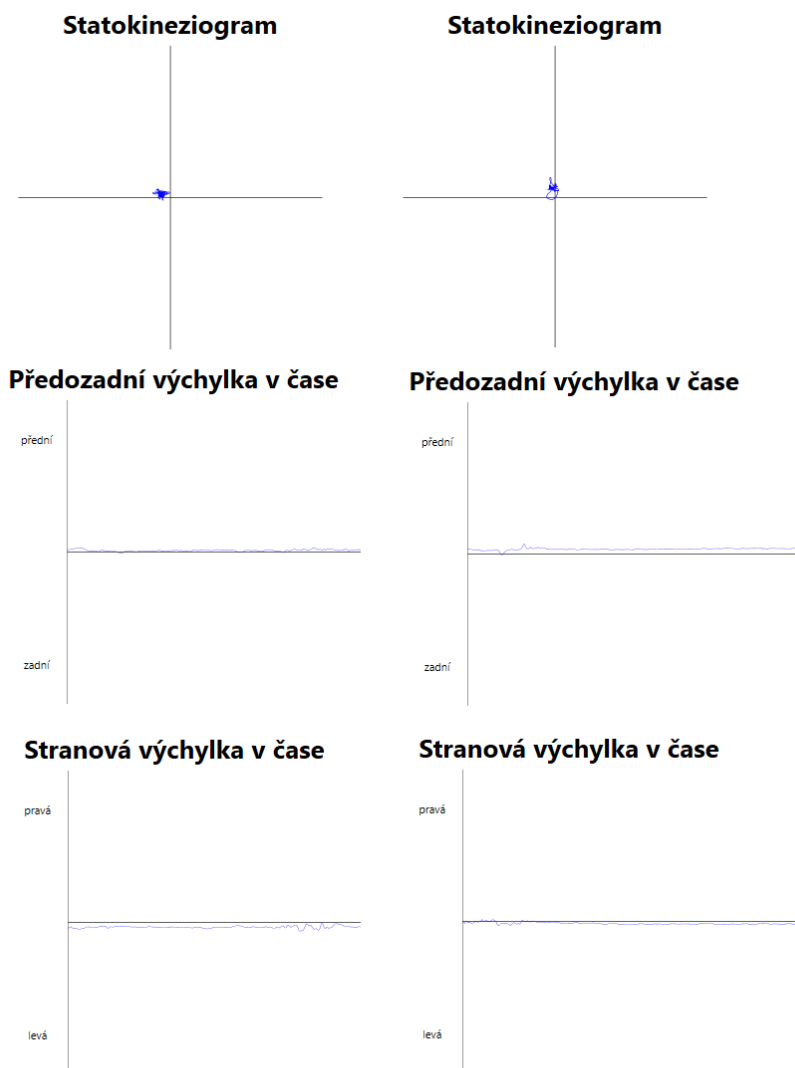 Statokineziogram
Statokineziogram
Předozadní výchylka v čase
Předozadní výchylka v čase
přední
přední
zadní
zadní
Stranová výchylka v čase
Stranová výchylka v čase
pravá
pravá
levá
levá